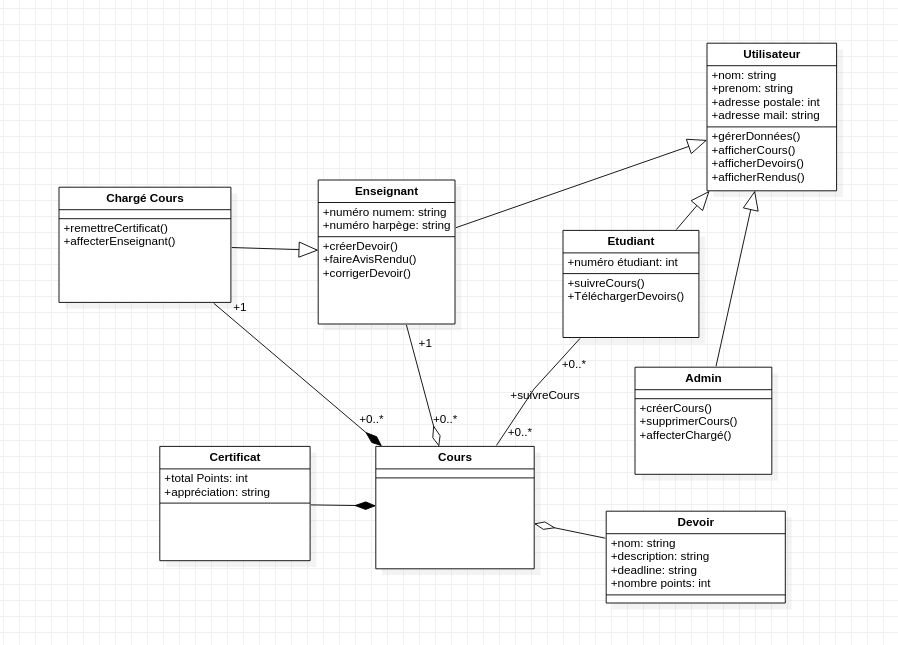 Utilisateur
+nom: string
+prenom: string
+adresse postale: int
+adresse mail: string
+gérerDonnées()
+afficherCours()
+afficherDevoirs()
+afficherRendus()
Enseignant
+numéro numem: string
+numéro harpège: string
+créerDevoir()
+faireAvisRendu()
+corrigerDevoir()
Chargé Cours
+remettreCertificat()
+affecterEnseignant()
Etudiant
+numéro étudiant: int
+suivreCours()
+TéléchargerDevoirs()
+1
+1
+0..*
+suivreCours
+0..*
+0..*
+0..*
Admin
+créerCours()
+supprimerCours()
+affecterChargé()
Certificat
+total Points: int
+appréciation: string
Cours
Devoir
+nom: string
+description: string
+deadline: string
+nombre points: int